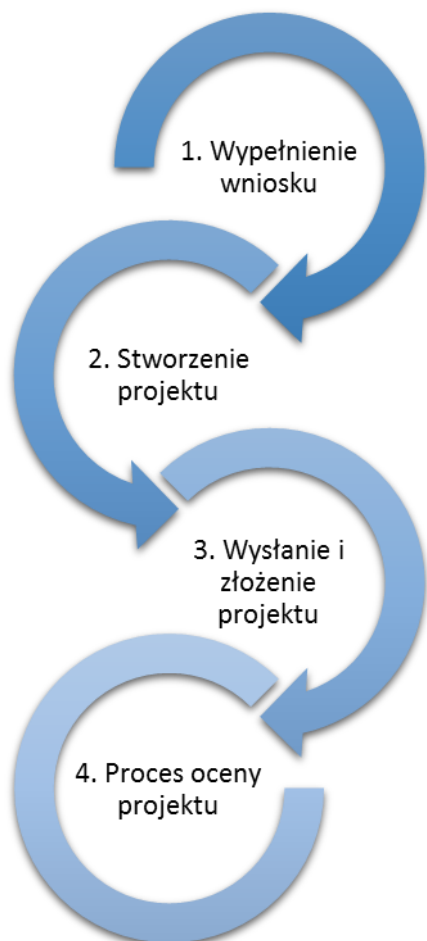 1. Wypełnienie
wniosku
2. Stworzenie
projektu
3. Wysłanie i
złożenie
projektu
4. Proces oceny
projektu